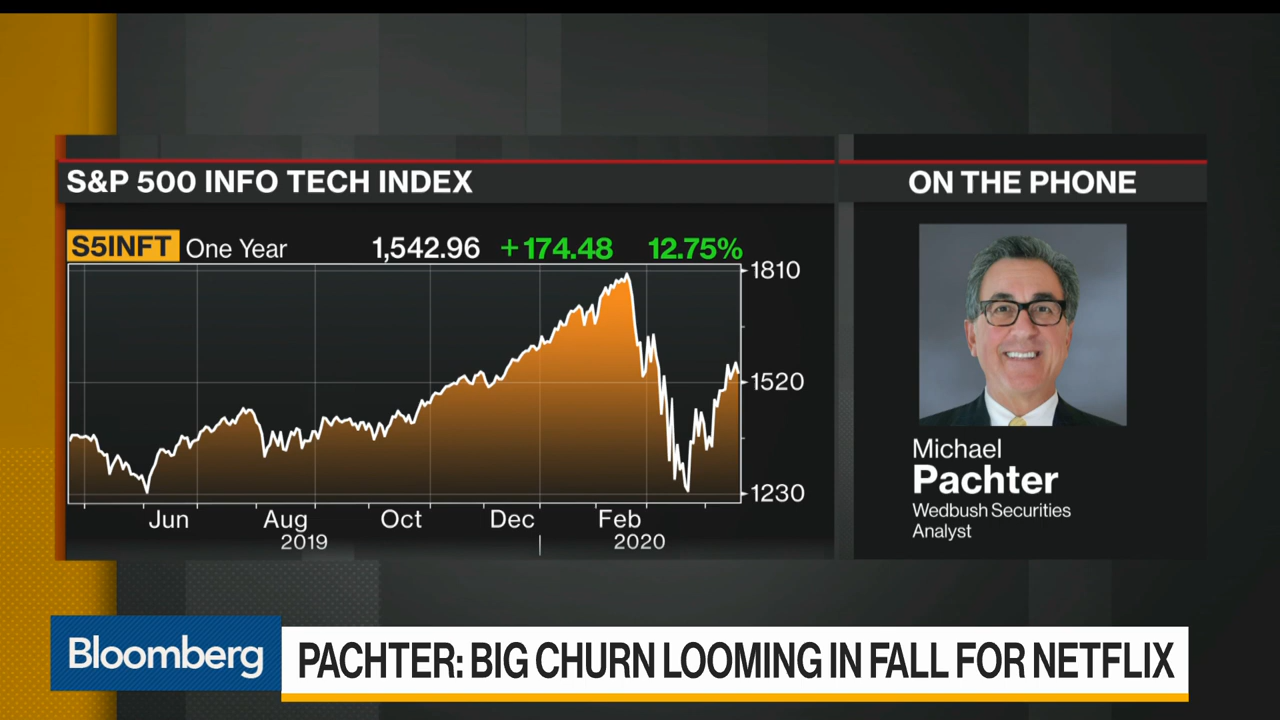 S&P 500 INFO TECH INDEX
S5INFT One Year 1,542.96 +174.48 12.75%
1810
1520
1230
Jun Aug Oct Dec Feb
2019 2020
ON THE PHONE
Michael
Pachter
Wedbush Securities
Analyst
Bloomberg
PACHTER: BIG CHURN LOOMING IN FALL FOR NETFLIX